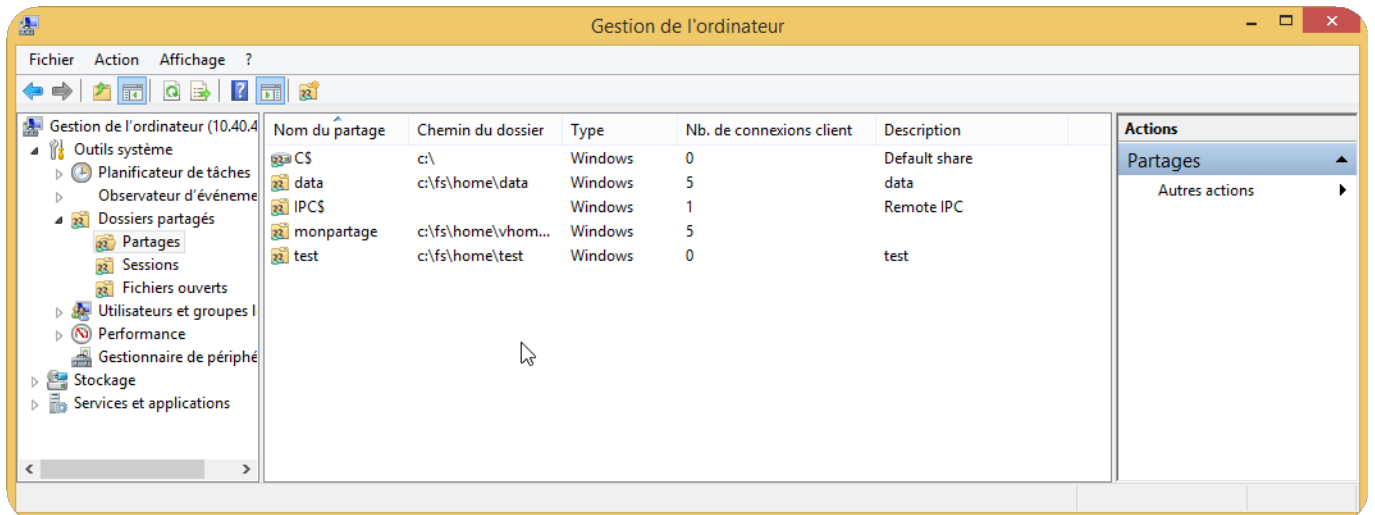 Gestion de l'ordinateur
Fichier Action Affichage ?
Gestion de l'ordinateur (10.40.4
Outils système
Planificateur de tâches
Observateur d'événeme
Dossiers partagés
Partages
Sessions
Fichiers ouverts
Utilisateurs et groupes l
Performance
Gestionnaire de périphé
Stockage
Services et applications
Nom du partage Chemin du dossier Type Nb. de connexions client Description
C$ c:\ Windows 0 Default share
data c:\fs\home\data Windows 5 data
IPC$ Windows 1 Remote IPC
monpartage c:\fs\home\vhom... Windows 5
test c:\fs\home\test Windows 0 test
Actions
Partages
Autres actions